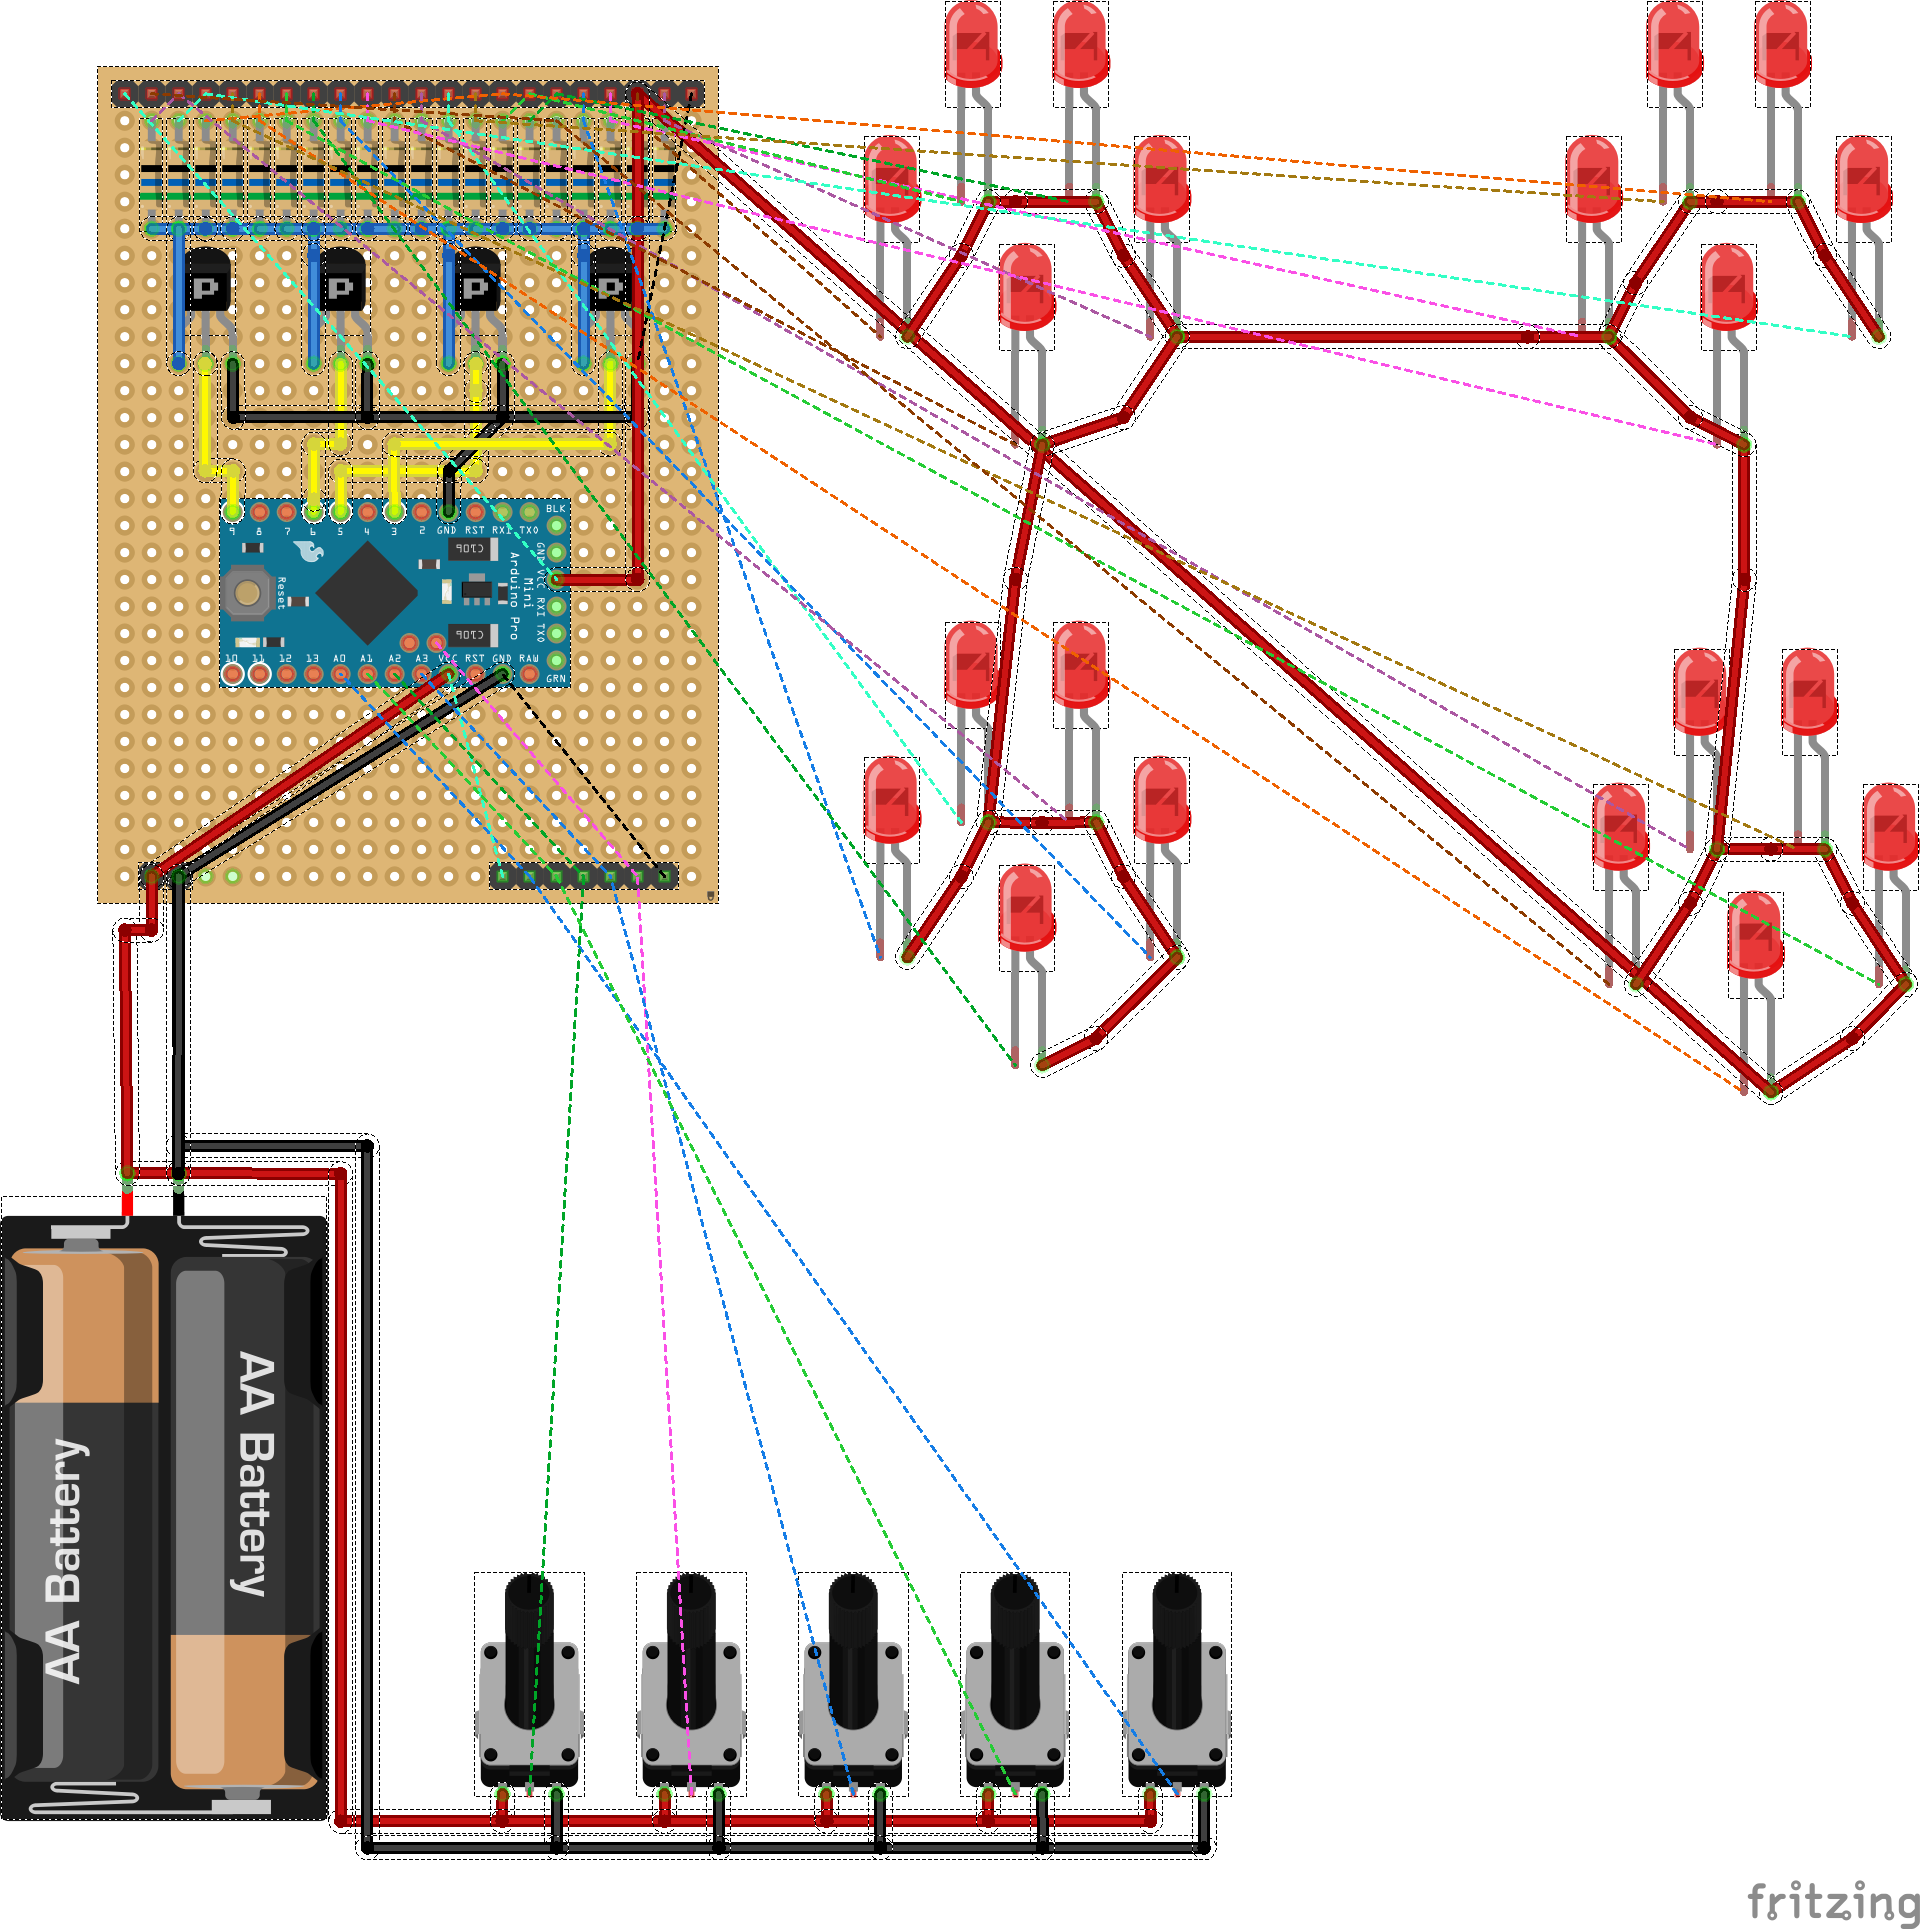 P P P P
BLK
9 8 7 6 5 4 3 2 GND RST RXI TXO
GND VCC RXI TXO
Reset
Arduino Pro
Mini
10 11 12 13 A0 A1 A2 A3 VCC RST GND RAW
GRN
AA Battery
AA Battery
fritzing